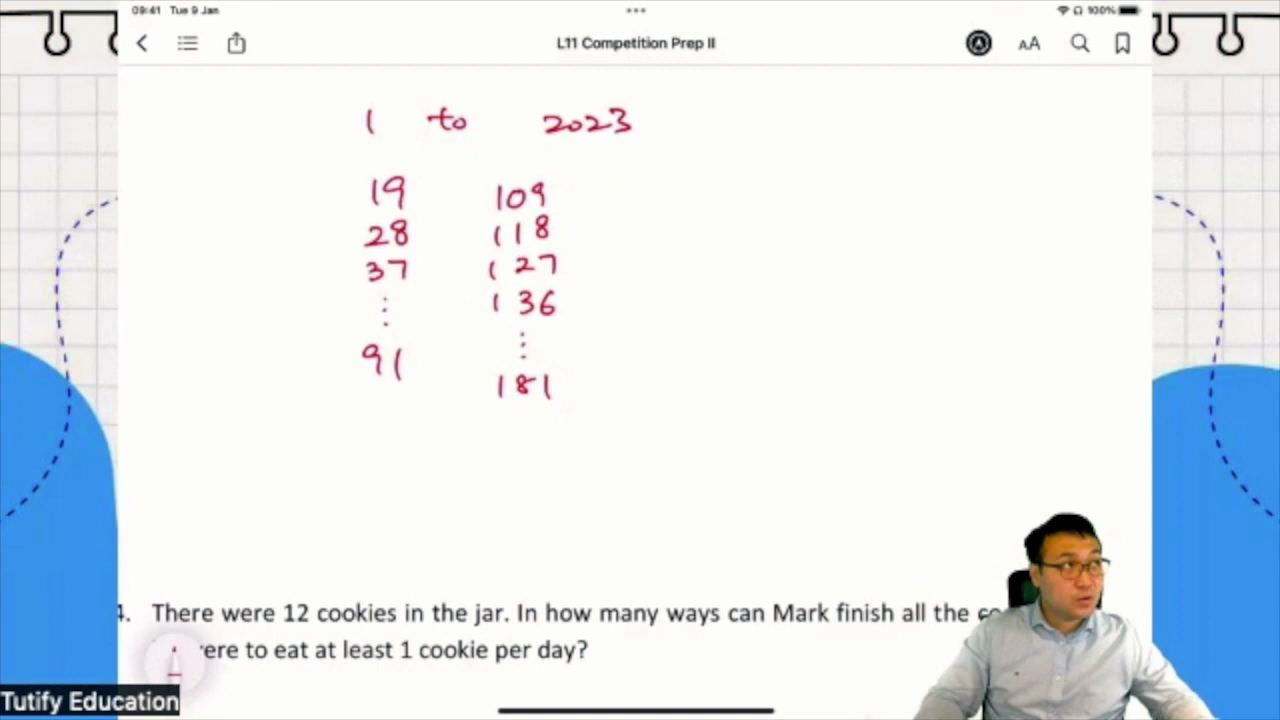 09:41 Tue 9 Jan
100%
L11 Competition Prep II
AA
1 to 2023
19 109
28 118
37 127
⋮ 136
91 ⋮
181
4. There were 12 cookies in the jar. In how many ways can Mark finish all the
were to eat at least 1 cookie per day?
Tutify Education